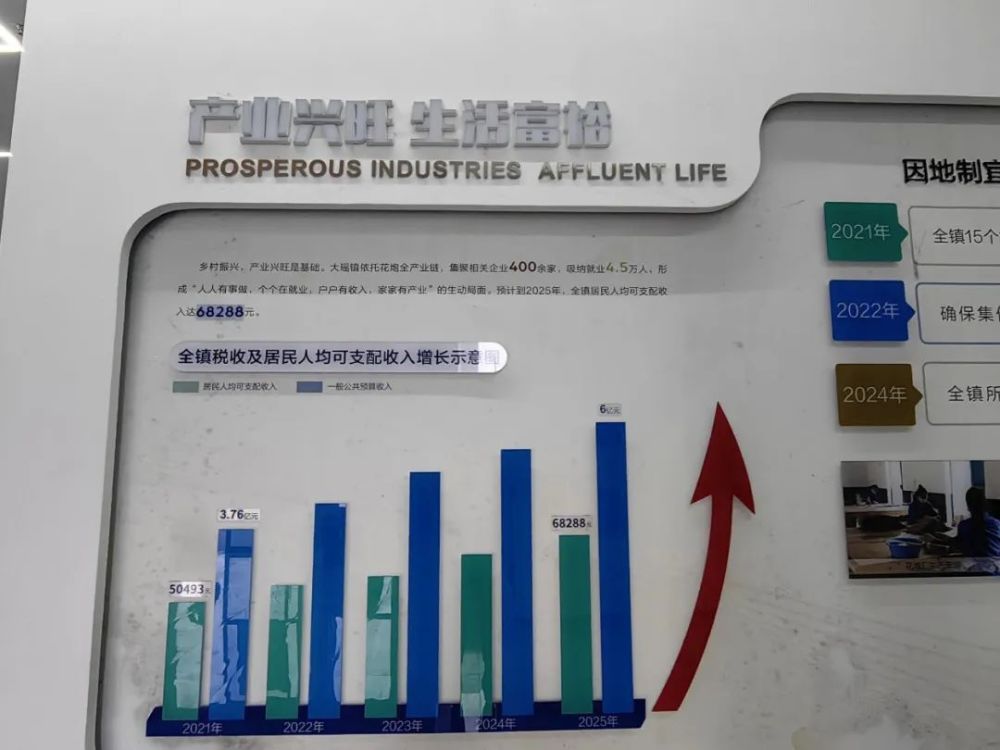 产业兴旺 生活富裕
PROSPEROUS INDUSTRIES AFFLUENT LIFE
乡村振兴，产业兴旺是基础。大瑶镇依托花炮全产业链，集聚相关企业400余家，吸纳就业4.5万人，形
成“人人有事做，个个在就业，户户有收入，家家有产业”的生动局面。预计到2025年，全镇居民人均可支配收
入达68288元。
全镇税收及居民人均可支配收入增长示意图
居民人均可支配收入 一般公共预算收入
6亿元
3.76亿元
68288元
50493元
2021年 2022年 2023年 2024年 2025年
因地制宜
2021年 全镇15个
2022年 确保集体
2024年 全镇所